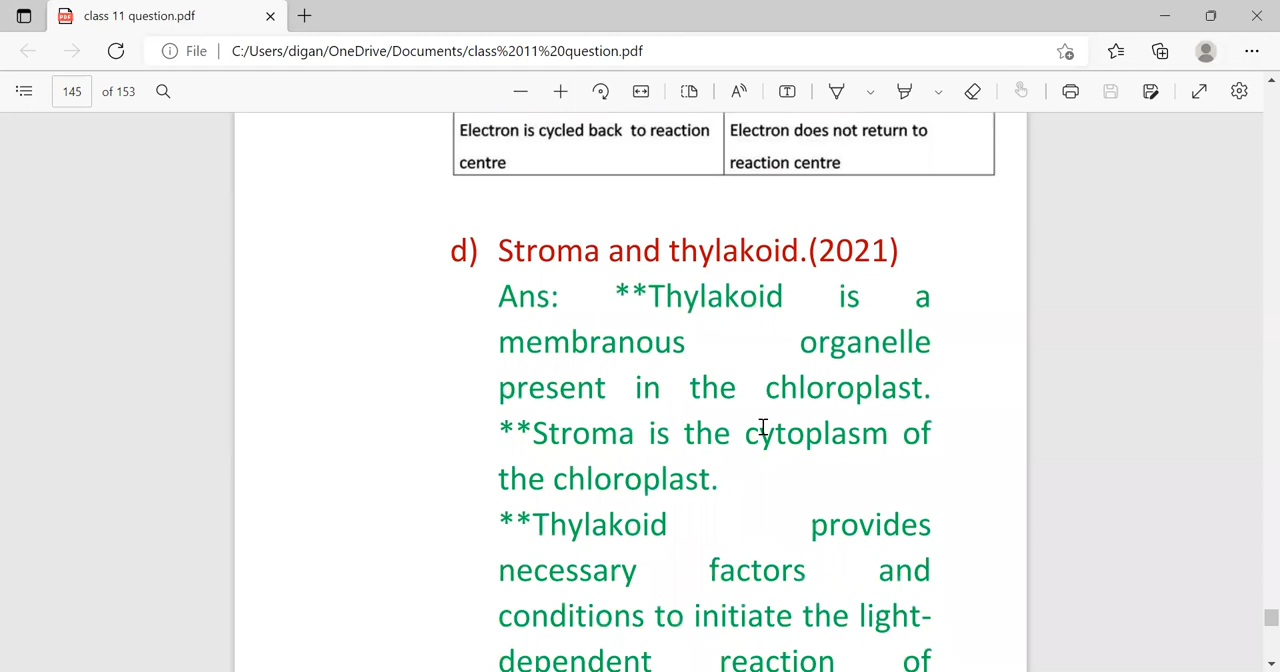 class 11 question.pdf
File C:/Users/digan/OneDrive/Documents/class%2011%20question.pdf
145 of 153
Electron is cycled back to reaction centre
Electron does not return to reaction centre
d) Stroma and thylakoid.(2021)
Ans: **Thylakoid is a
membranous organelle
present in the chloroplast.
**Stroma is the cytoplasm of
the chloroplast.
**Thylakoid provides
necessary factors and
conditions to initiate the light-
dependent reaction of